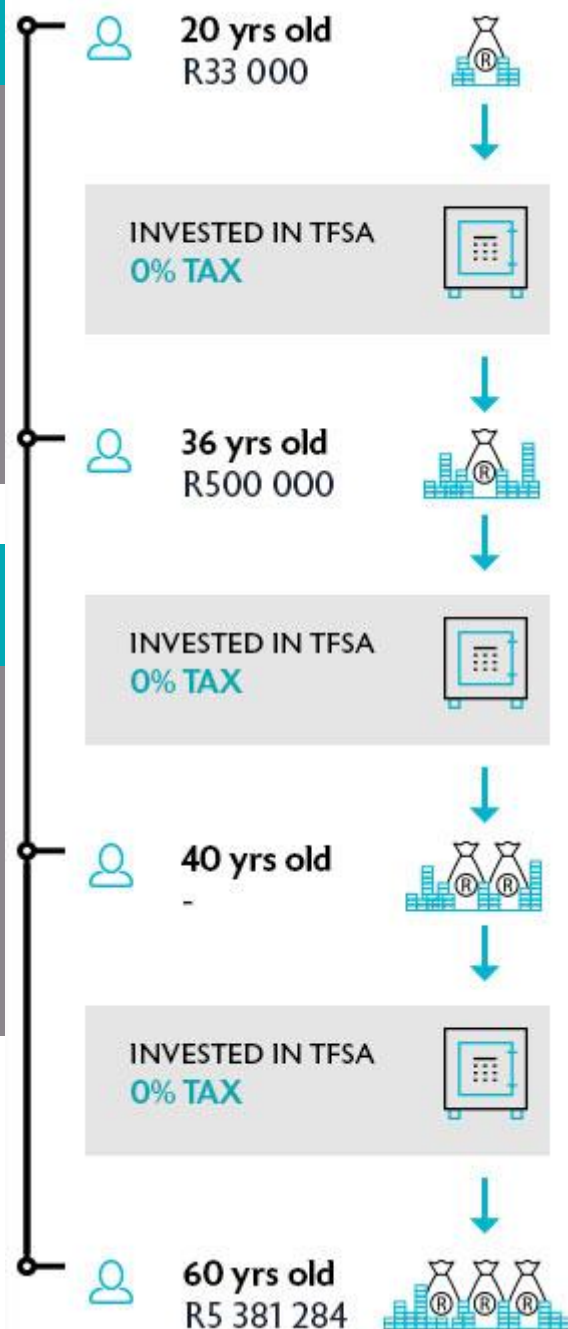 20 yrs old
R33 000
R
INVESTED IN TFSA
0% TAX
36 yrs old
R500 000
R
INVESTED IN TFSA
0% TAX
40 yrs old
-
R R
INVESTED IN TFSA
0% TAX
60 yrs old
R5 381 284
R R R